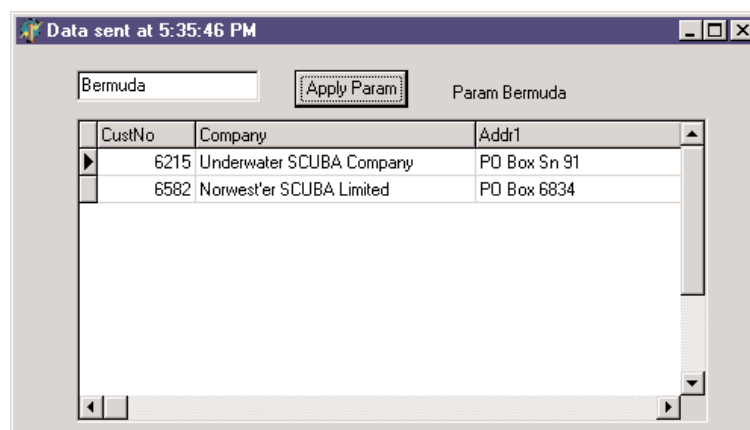 Data sent at 5:35:46 PM
Bermuda Apply Param Param Bermuda
CustNo Company Addr1
6215 Underwater SCUBA Company PO Box Sn 91
6582 Norwest'er SCUBA Limited PO Box 6834